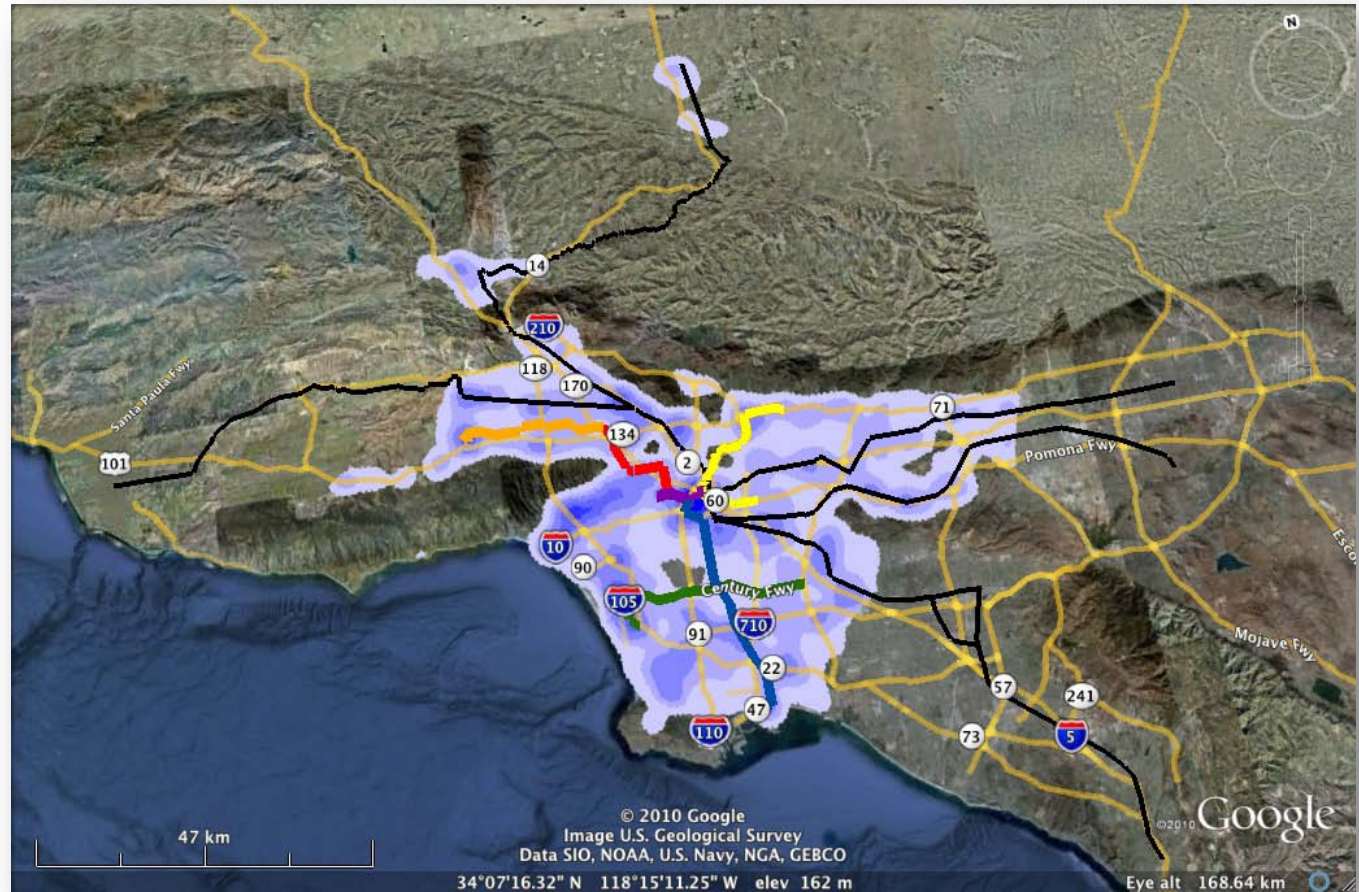 N
14
210
118
170
Santa Paula Fwy
134
71
101
2
Pomona Fwy
60
10
90
Century Fwy
105
710
91
22
Mojave Fwy
57
241
47
110
73
5
© 2010 Google
Image U.S. Geological Survey
Data SIO, NOAA, U.S. Navy, NGA, GEBCO
47 km
©2010 Google
34°07'16.32" N 118°15'11.25" W elev 162 m
Eye alt 168.64 km